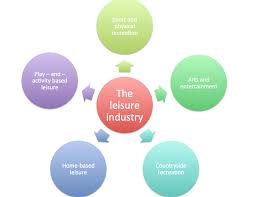 Sport and
physical
recreation
Play – and –
activity based
leisure
Arts and
entertainment
The
leisure
industry
Home-based
leisure
Countryside
recreation